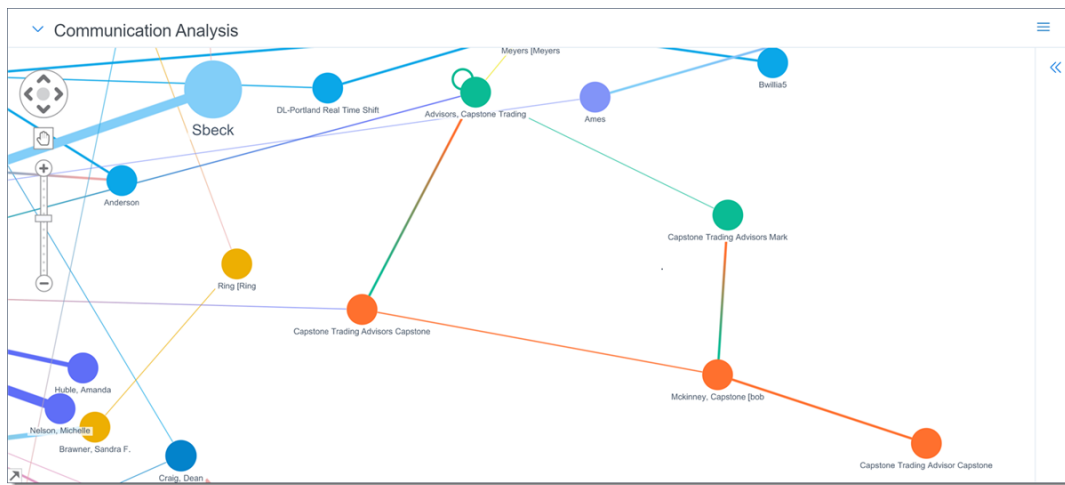 Communication Analysis
Meyers [Meyers
Bwillia5
DL-Portland Real Time Shift
Advisors, Capstone Trading
Ames
Sbeck
Anderson
Capstone Trading Advisors Mark
Ring [Ring
Capstone Trading Advisors Capstone
Huble, Amanda
Mckinney, Capstone [bob
Nelson, Michelle
Brawner, Sandra F.
Capstone Trading Advisor Capstone
Craig, Dean